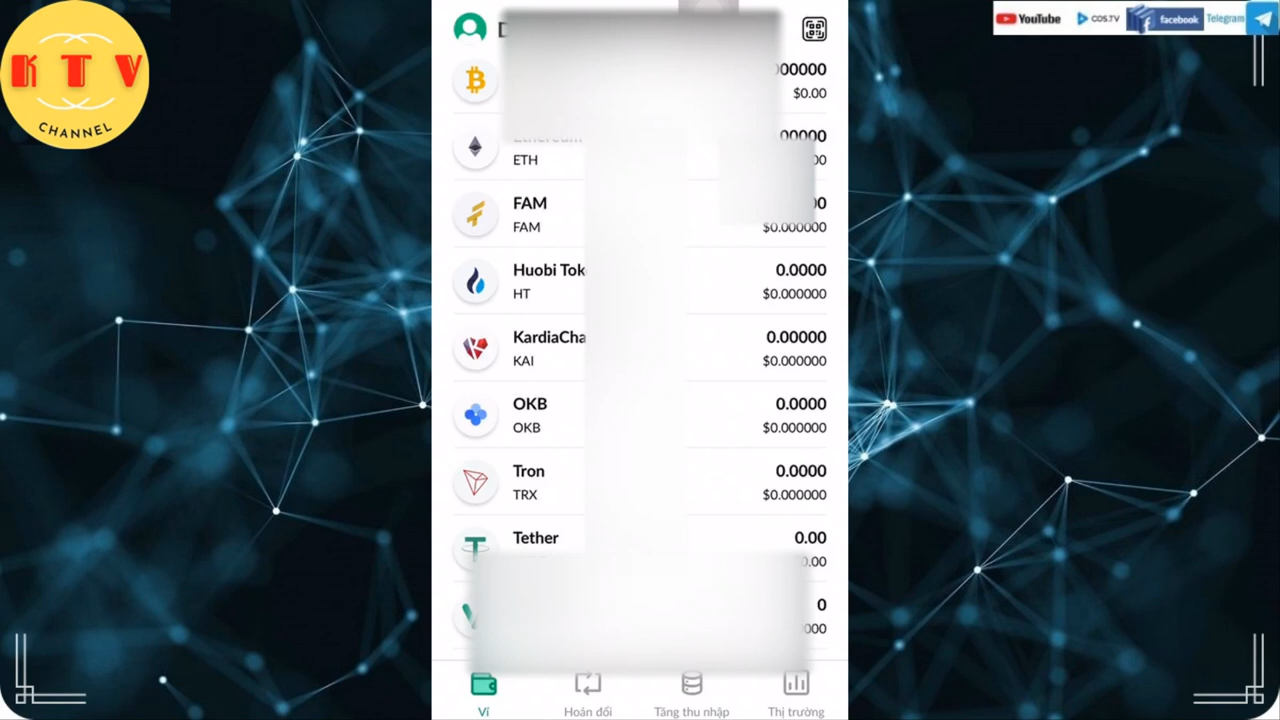 K T V
CHANNEL
YouTube
COS.TV
facebook
Telegram
$0.00
ETH
FAM
FAM
$0.000000
Huobi Tok
0.0000
HT
$0.000000
KardiaCha
0.00000
KAI
$0.000000
OKB
0.0000
OKB
$0.000000
Tron
0.0000
TRX
$0.000000
Tether
0.00
0
Ví
Hoán đổi
Tăng thu nhập
Thị trường